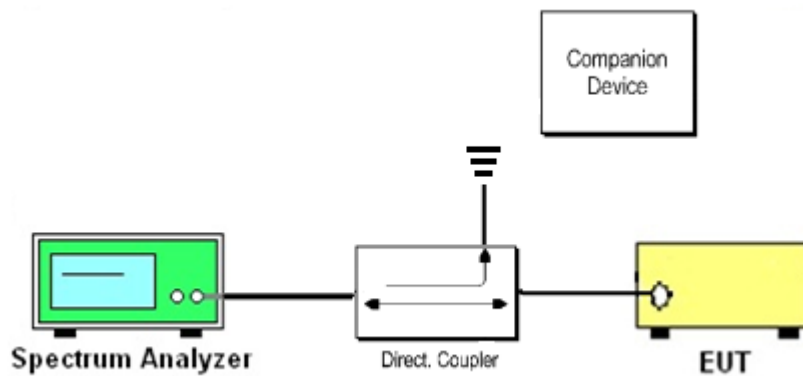 Companion
Device
Spectrum Analyzer
Direct. Coupler
EUT